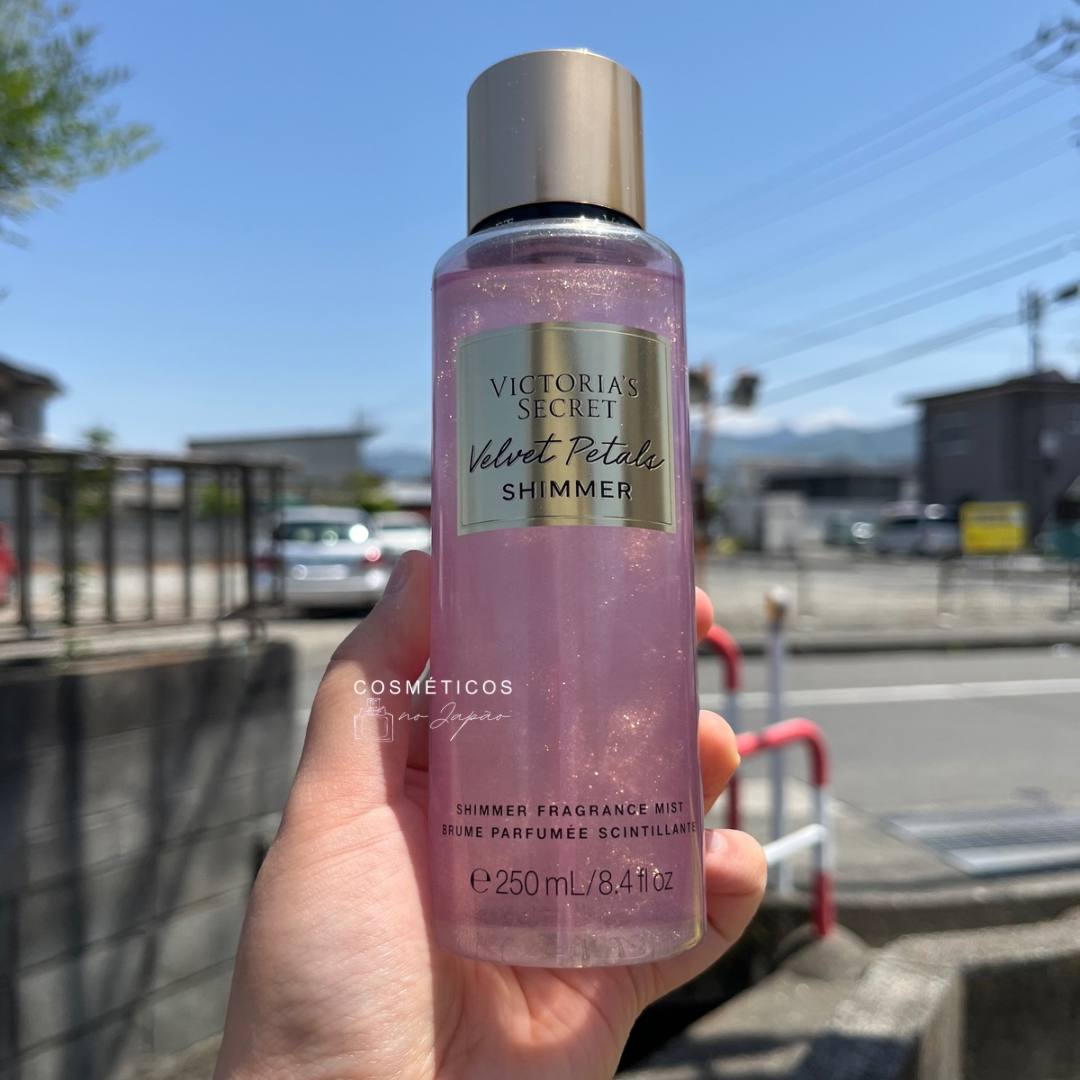 VICTORIA'S
SECRET
Velvet Petals
SHIMMER
COSMÉTICOS
no Japão
SHIMMER FRAGRANCE MIST
BRUME PARFUMÉE SCINTILLANTE
℮ 250 mL/8.4 fl oz